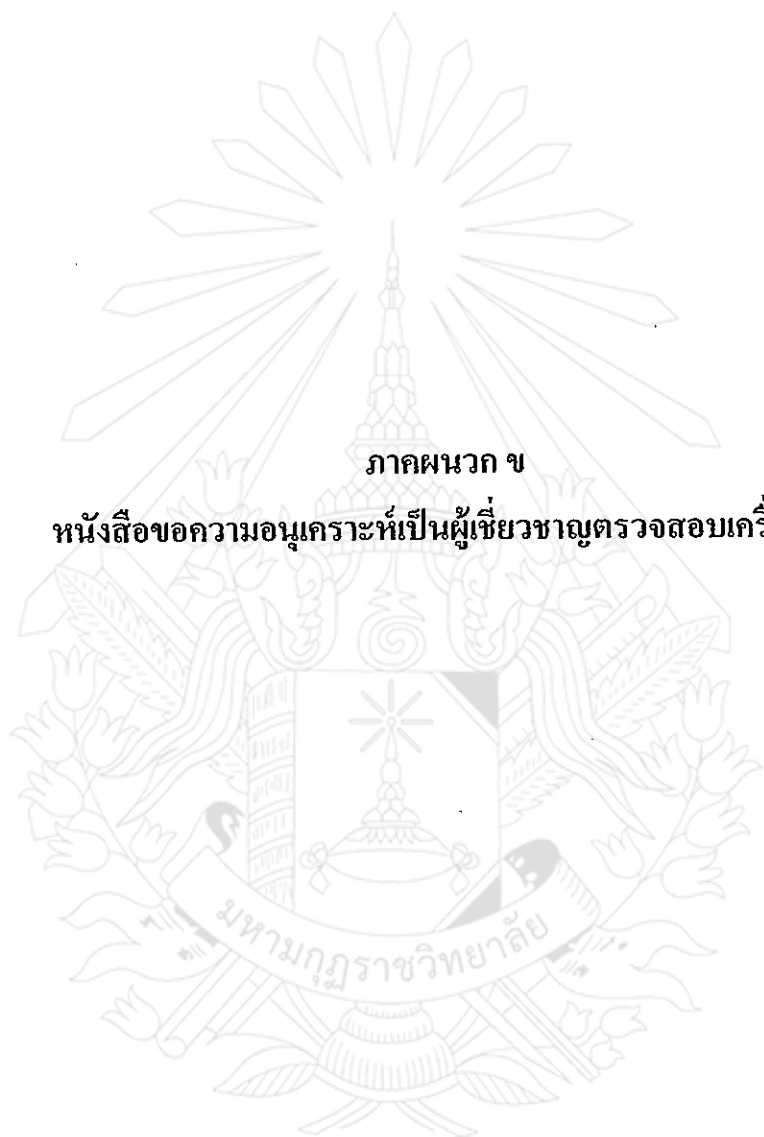 ภาคผนวก ข
หนังสือขอความอนุเคราะห์เป็นผู้เชี่ยวชาญตรวจสอบ
มหามกุฏราชวิทยาลัย